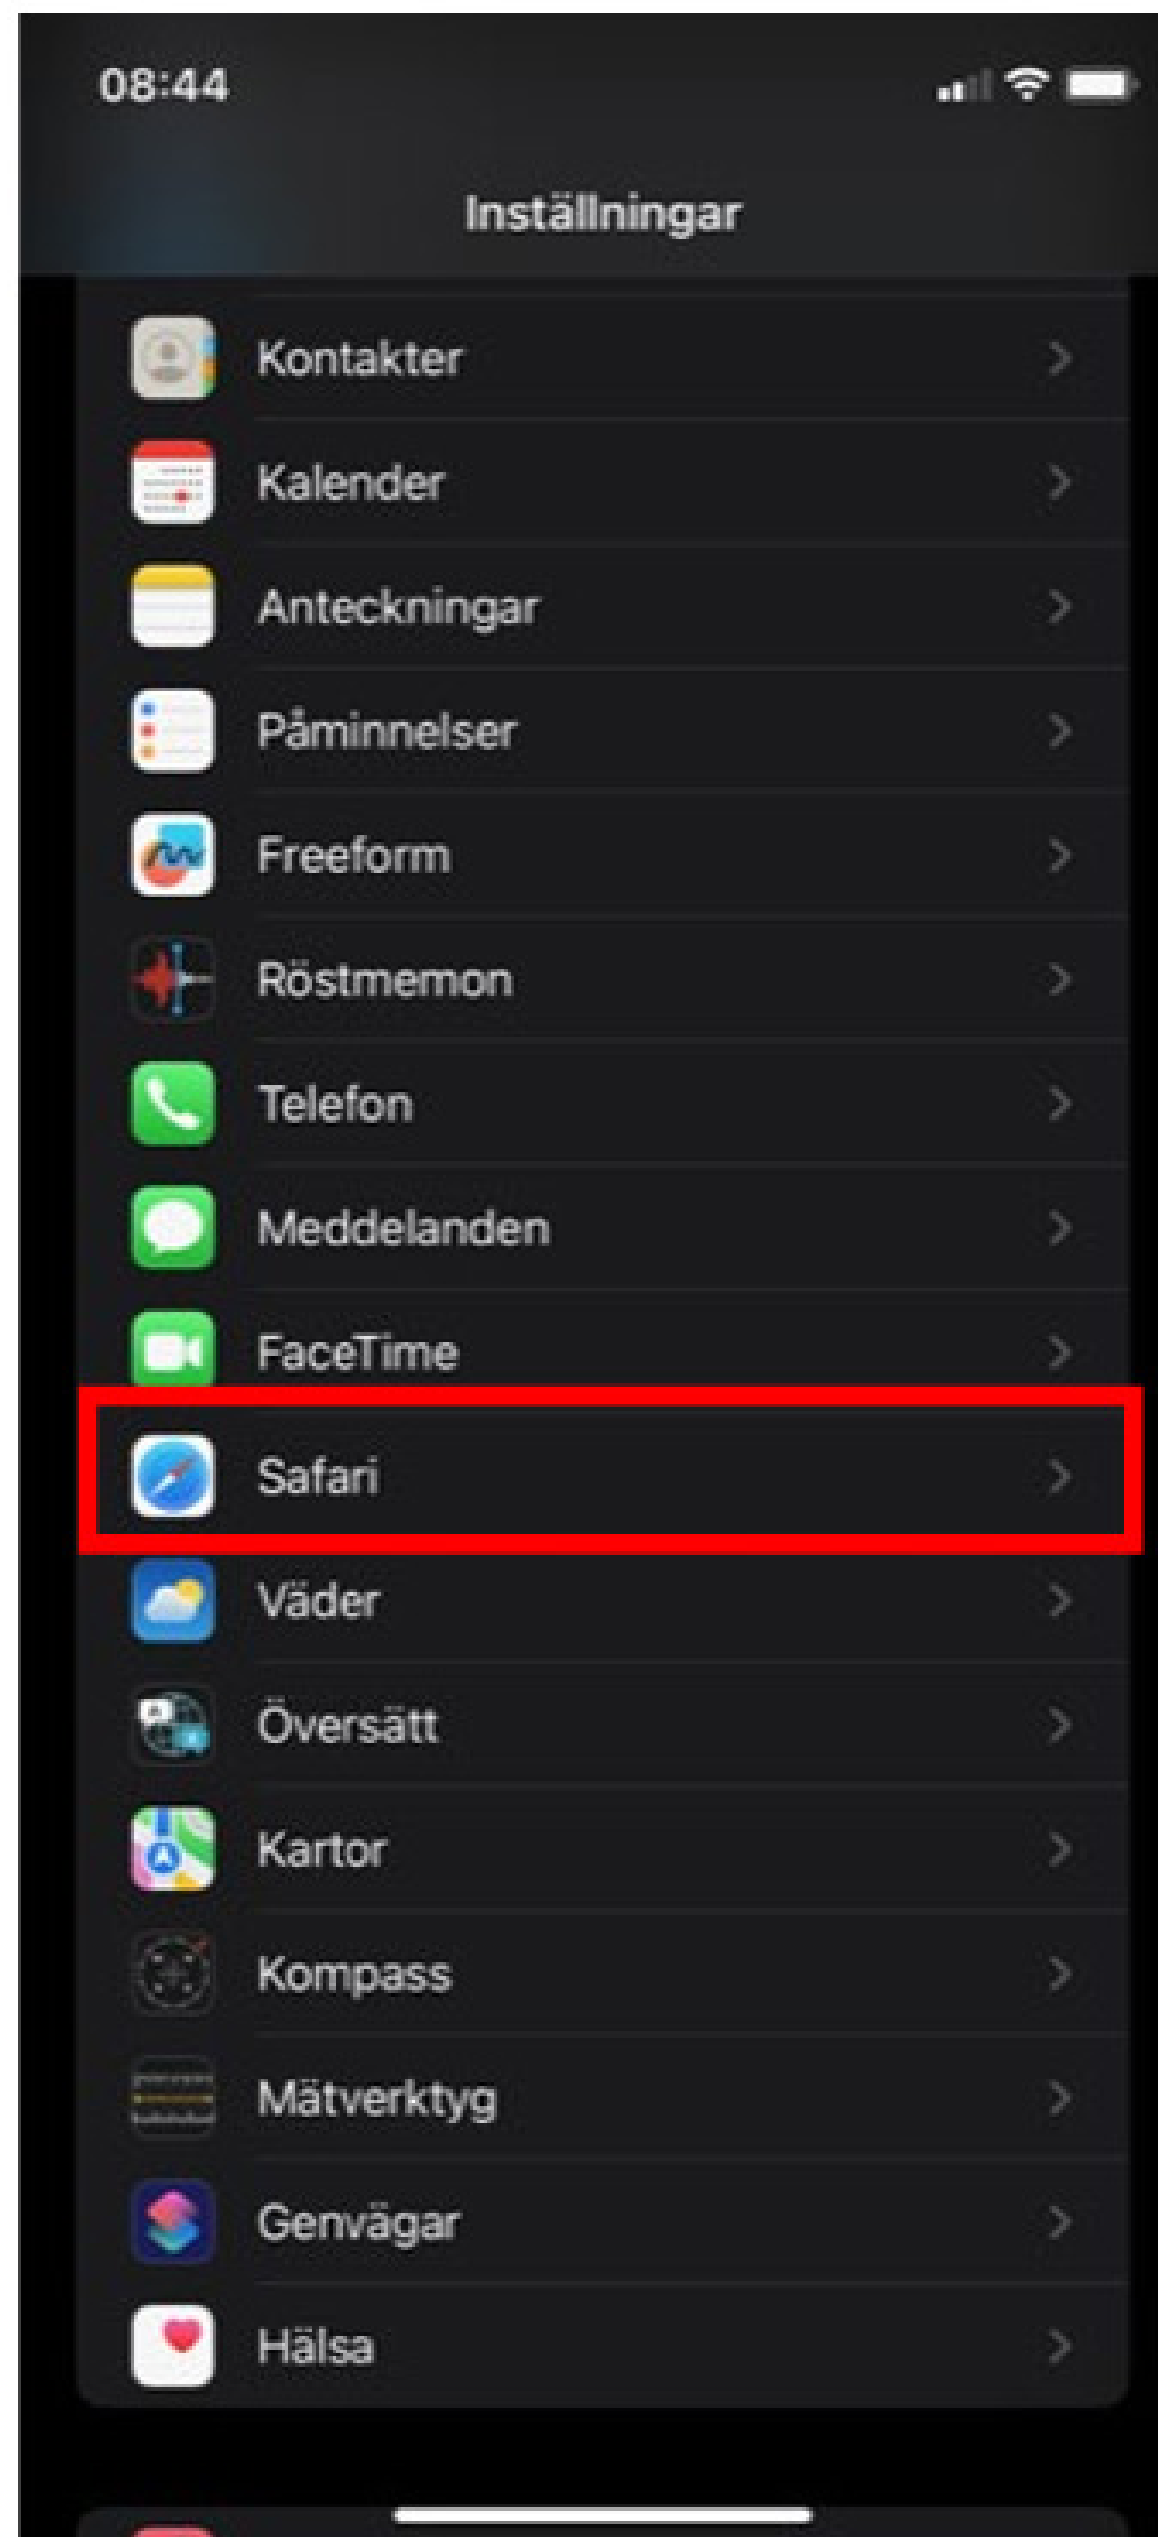 08:44
Inställningar
Kontakter
Kalender
Anteckningar
Påminnelser
Freeform
Röstmemon
Telefon
Meddelanden
FaceTime
Safari
Väder
Översätt
Kartor
Kompass
Mätverktyg
Genvägar
Hälsa